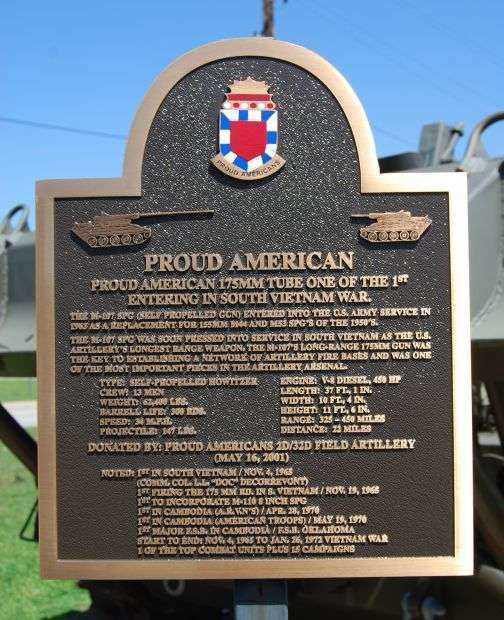 PROUD AMERICANS
PROUD AMERICAN
PROUD AMERICAN 175MM TUBE ONE OF THE 1ST
ENTERING IN SOUTH VIETNAM WAR.
THE M-107 SPG (SELF PROPELLED GUN) ENTERED INTO THE U.S. ARMY SERVICE IN
1963 AS A REPLACEMENT FOR 155MM M44 AND M53 SPG'S OF THE 1950'S.
THE M-107 SPG WAS SOON PRESSED INTO SERVICE IN SOUTH VIETNAM AS THE U.S.
ARTILLERY'S LONGEST RANGE WEAPON. THE M-107'S LONG-RANGE 175MM GUN WAS
THE KEY TO ESTABLISHING A NETWORK OF ARTILLERY FIRE BASES AND WAS ONE
OF THE MOST IMPORTANT PIECES IN THE ARTILLERY ARSENAL.
TYPE: SELF-PROPELLED HOWITZER
CREW: 13 MEN
WEIGHT: 62,400 LBS.
BARRELL LIFE: 300 RDS.
SPEED: 34 M.P.H.
PROJECTILE: 147 LBS.
ENGINE: V-8 DIESEL, 450 HP
LENGTH: 37 FT., 1 IN.
WIDTH: 10 FT., 4 IN.
HEIGHT: 11 FT., 6 IN.
RANGE: 325 - 450 MILES
DISTANCE: 22 MILES
DONATED BY: PROUD AMERICANS 2D/32D FIELD ARTILLERY
(MAY 16, 2001)
NOTED: 1ST IN SOUTH VIETNAM / NOV. 4, 1965
(COMM. COL. L.L. "DOC" DECORREVONT)
1ST FIRING THE 175 MM RD. IN S. VIETNAM / NOV. 19, 1965
1ST TO INCORPORATE M-110 8 INCH SPG
1ST IN CAMBODIA (A.R.VN'S) / APR. 28, 1970
1ST IN CAMBODIA (AMERICAN TROOPS) / MAY 19, 1970
1ST MAJOR F.S.B. IN CAMBODIA / F.S.B. OKLAHOMA
START TO END: NOV. 4, 1965 TO JAN. 26, 1972 VIETNAM WAR
1 OF THE TOP COMBAT UNITS PLUS 15 CAMPAIGNS